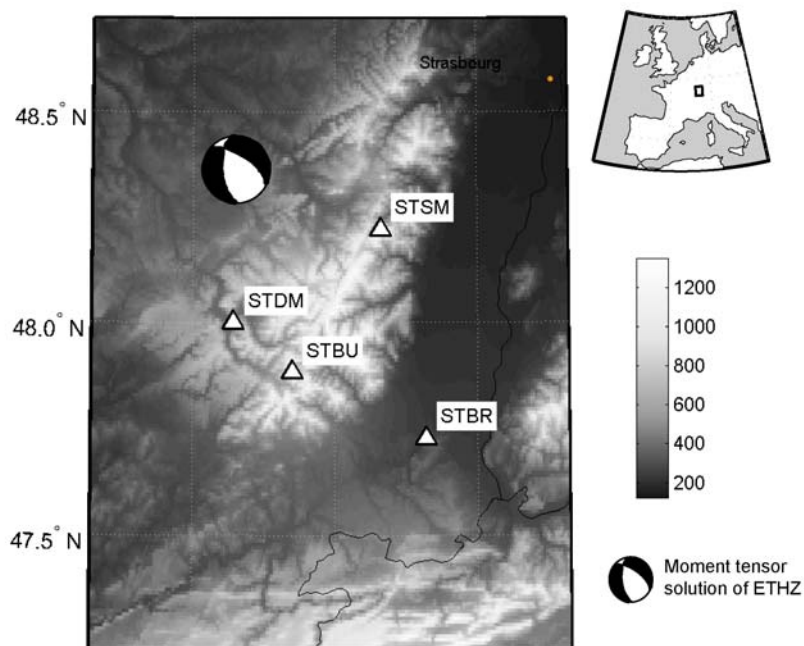 Strasbourg
48.5° N
STSM
STDM
48.0° N
STBU
STBR
47.5° N
1200
1000
800
600
400
200
Moment tensor
solution of ETHZ